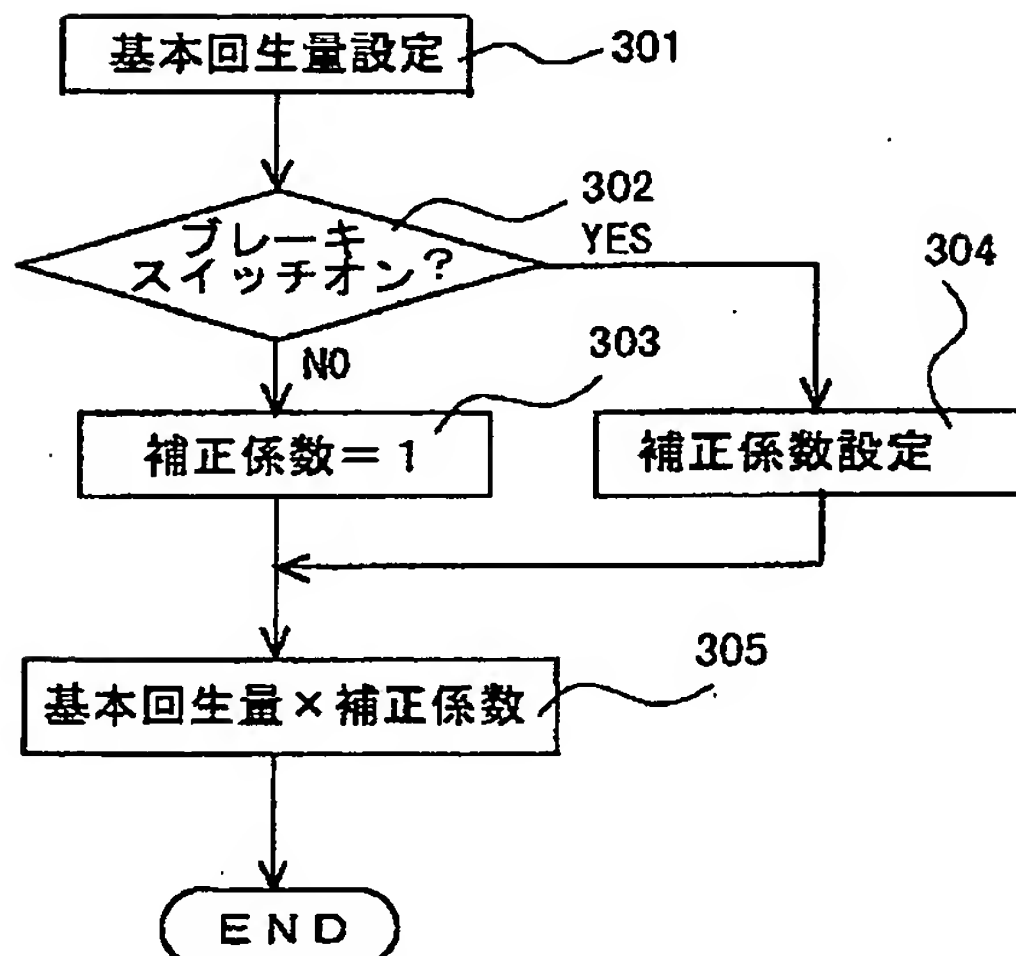 基本回生量設定
301
302
ブレーキ
スイッチオン?
YES
304
NO
303
補正係数=1
補正係数設定
305
基本回生量×補正係数
END